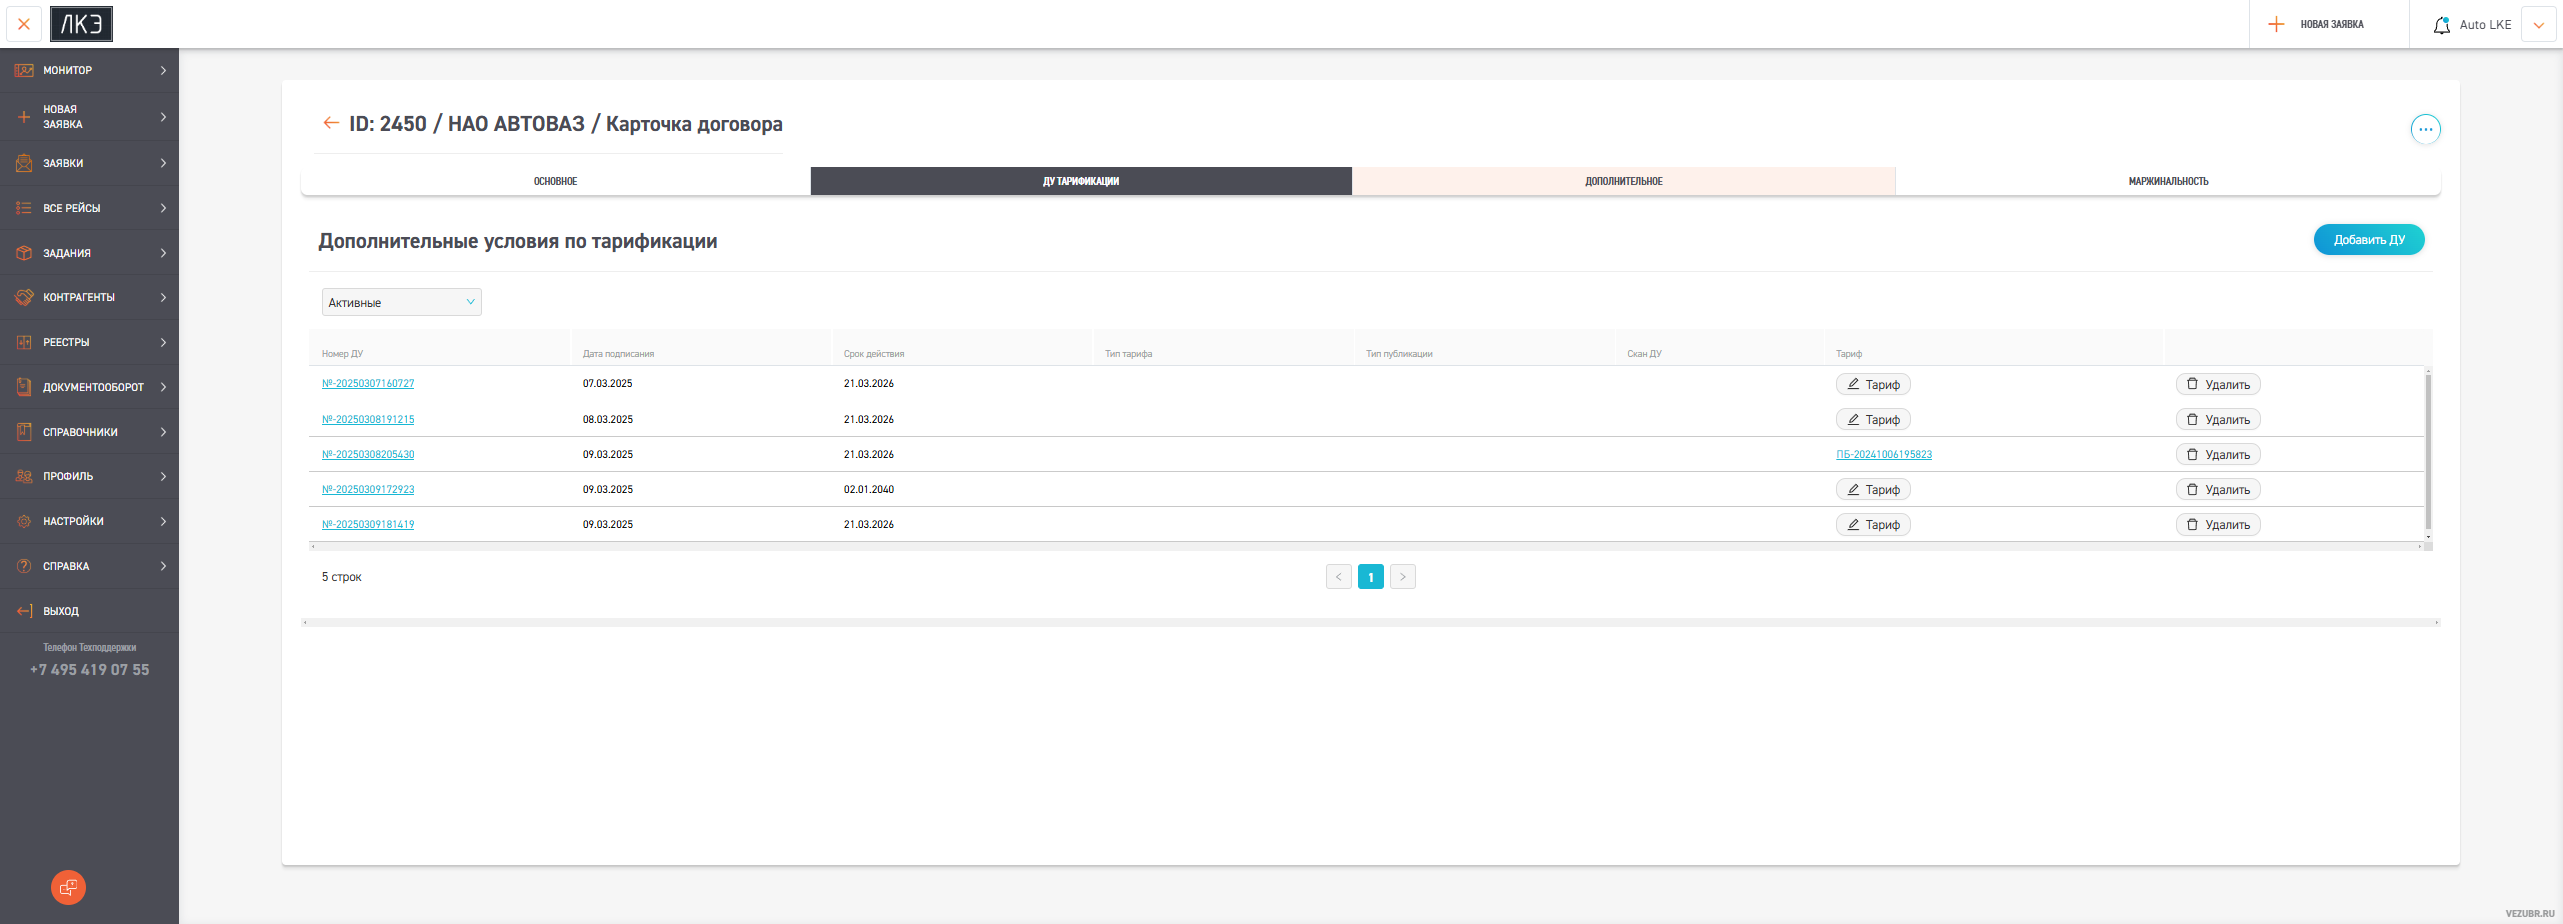 ЛКЭ
НОВАЯ ЗАЯВКА
Auto LKE
МОНИТОР
НОВАЯ
ЗАЯВКА
ЗАЯВКИ
ВСЕ РЕЙСЫ
ЗАДАНИЯ
КОНТРАГЕНТЫ
РЕЕСТРЫ
ДОКУМЕНТООБОРОТ
СПРАВОЧНИКИ
ПРОФИЛЬ
НАСТРОЙКИ
СПРАВКА
ВЫХОД
Телефон Техподдержки
+7 495 419 07 55
ID: 2450 / НАО АВТОВАЗ / Карточка договора
ОСНОВНОЕ ДУ ТАРИФИКАЦИИ ДОПОЛНИТЕЛЬНОЕ МАРЖИНАЛЬНОСТЬ
Дополнительные условия по тарификации
Добавить ДУ
Активные
Номер ДУ Дата подписания Срок действия Тип тарифа Тип публикации Скан ДУ Тариф
№-20250307160727 07.03.2025 21.03.2026 Тариф Удалить
№-20250308191215 08.03.2025 21.03.2026 Тариф Удалить
№-20250308205430 09.03.2025 21.03.2026 ПБ-20241006195823 Удалить
№-20250309172923 09.03.2025 02.01.2040 Тариф Удалить
№-20250309181419 09.03.2025 21.03.2026 Тариф Удалить
5 строк
1
VEZUBR.RU